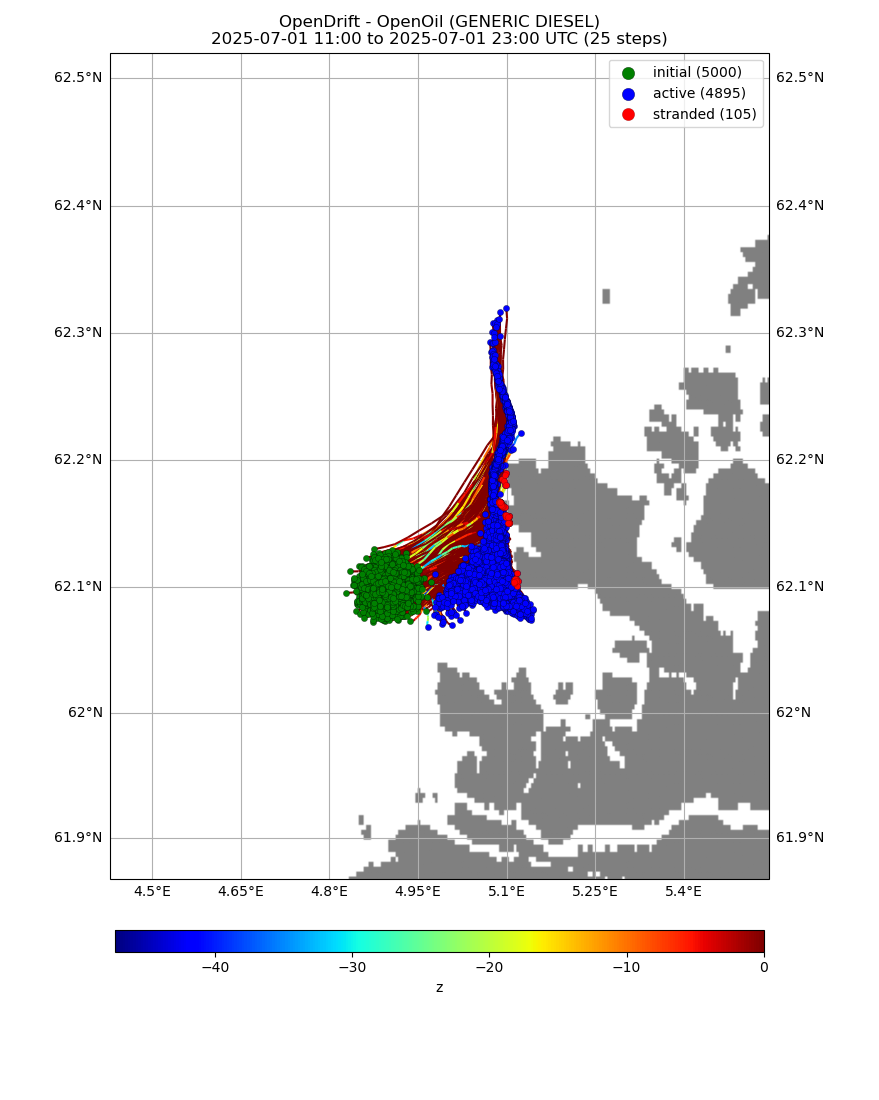 OpenDrift - OpenOil (GENERIC DIESEL)
2025-07-01 11:00 to 2025-07-01 23:00 UTC (25 steps)
initial (5000)
active (4895)
stranded (105)
62.5°N 62.5°N
62.4°N 62.4°N
62.3°N 62.3°N
62.2°N 62.2°N
62.1°N 62.1°N
62°N 62°N
61.9°N 61.9°N
4.5°E 4.65°E 4.8°E 4.95°E 5.1°E 5.25°E 5.4°E
−40 −30 −20 −10 0
z